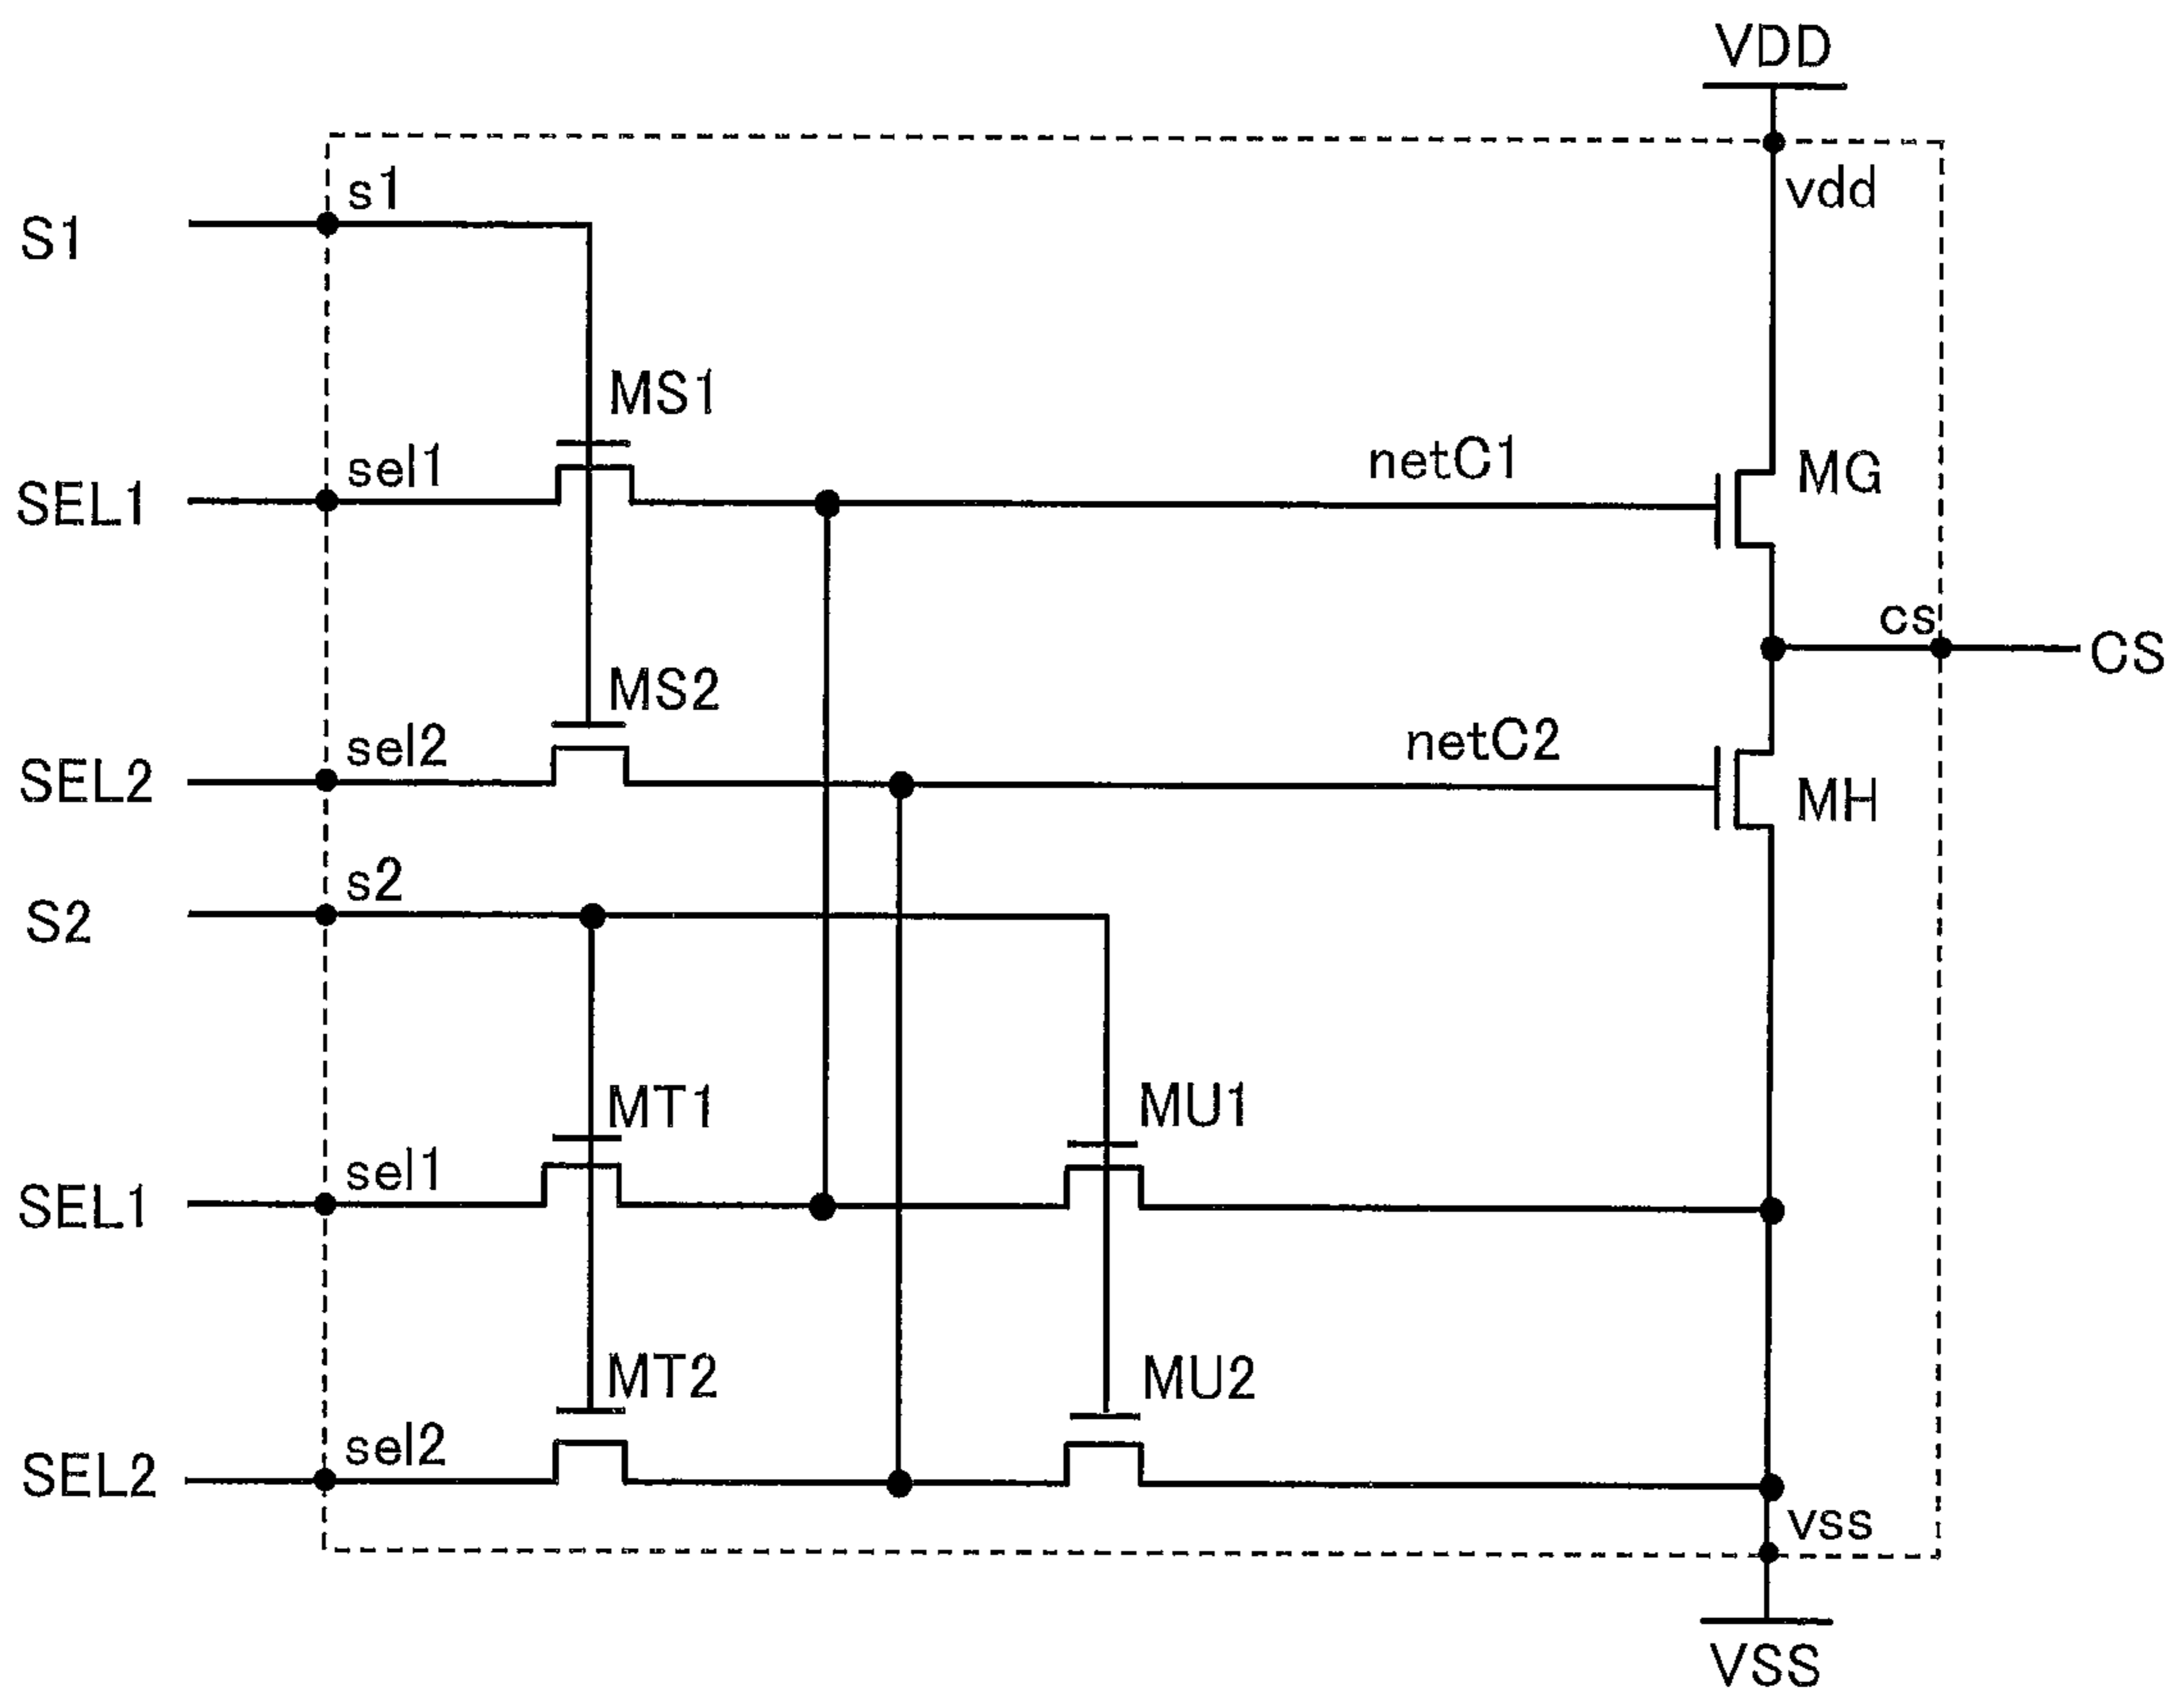 VDD
vdd
s1
S1
MS1
sel1
SEL1
netC1
MG
cs
CS
MS2
sel2
SEL2
netC2
MH
s2
S2
MT1
MU1
sel1
SEL1
MT2
MU2
sel2
SEL2
vss
VSS